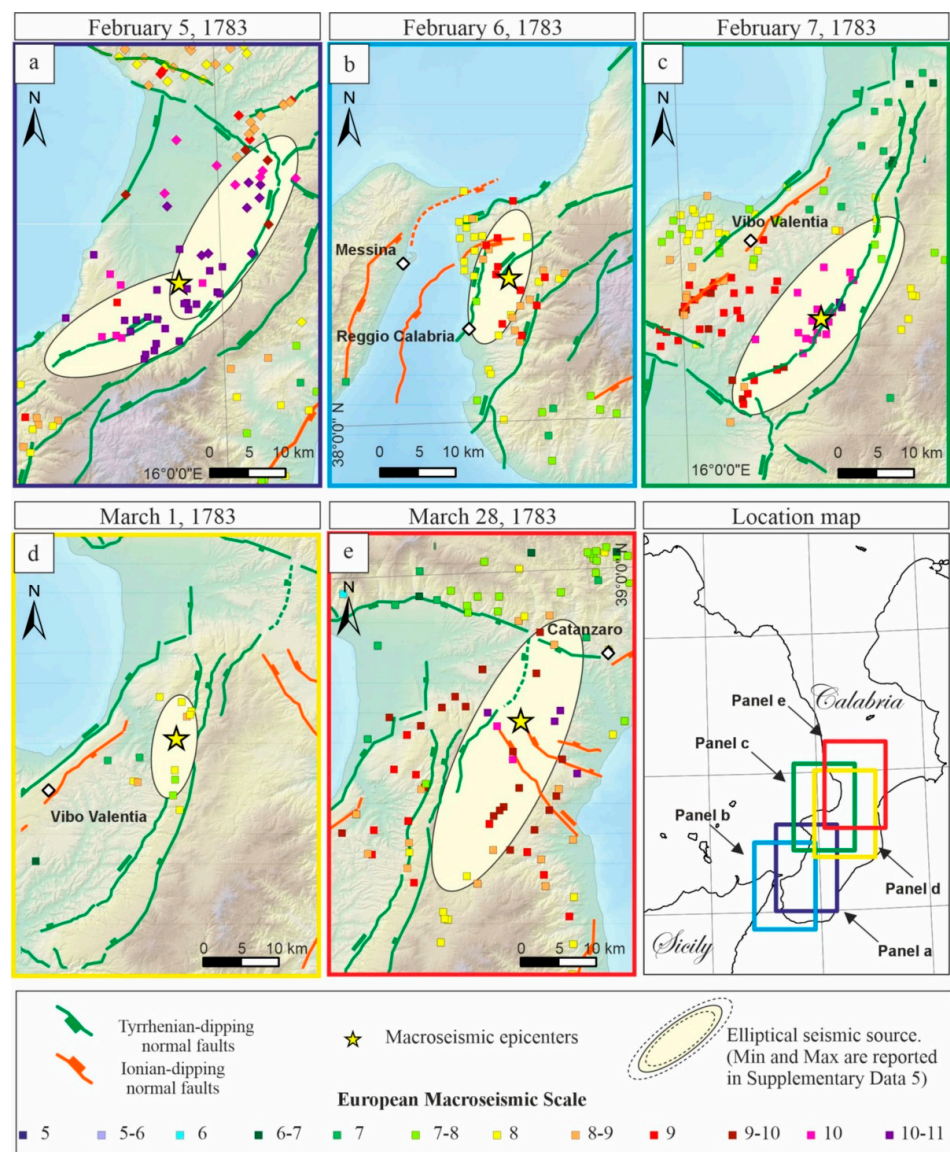 February 5, 1783
February 6, 1783
February 7, 1783
a
N
0 5 10 km
16°0'0"E
b
N
Messina
Reggio Calabria
38°0'0" N
0 5 10 km
c
N
Vibo Valentia
16°0'0"E
0 5 10 km
March 1, 1783
March 28, 1783
Location map
d
N
Vibo Valentia
0 5 10 km
e
N
39°0'0"N
Catanzaro
0 5 10 km
Panel e
Calabria
Panel c
Panel b
Panel d
Panel a
Sicily
Tyrrhenian-dipping
normal faults
Ionian-dipping
normal faults
Macroseismic epicenters
Elliptical seismic source.
(Min and Max are reported
in Supplementary Data 5)
European Macroseismic Scale
5 5-6 6 6-7 7 7-8 8 8-9 9 9-10 10 10-11